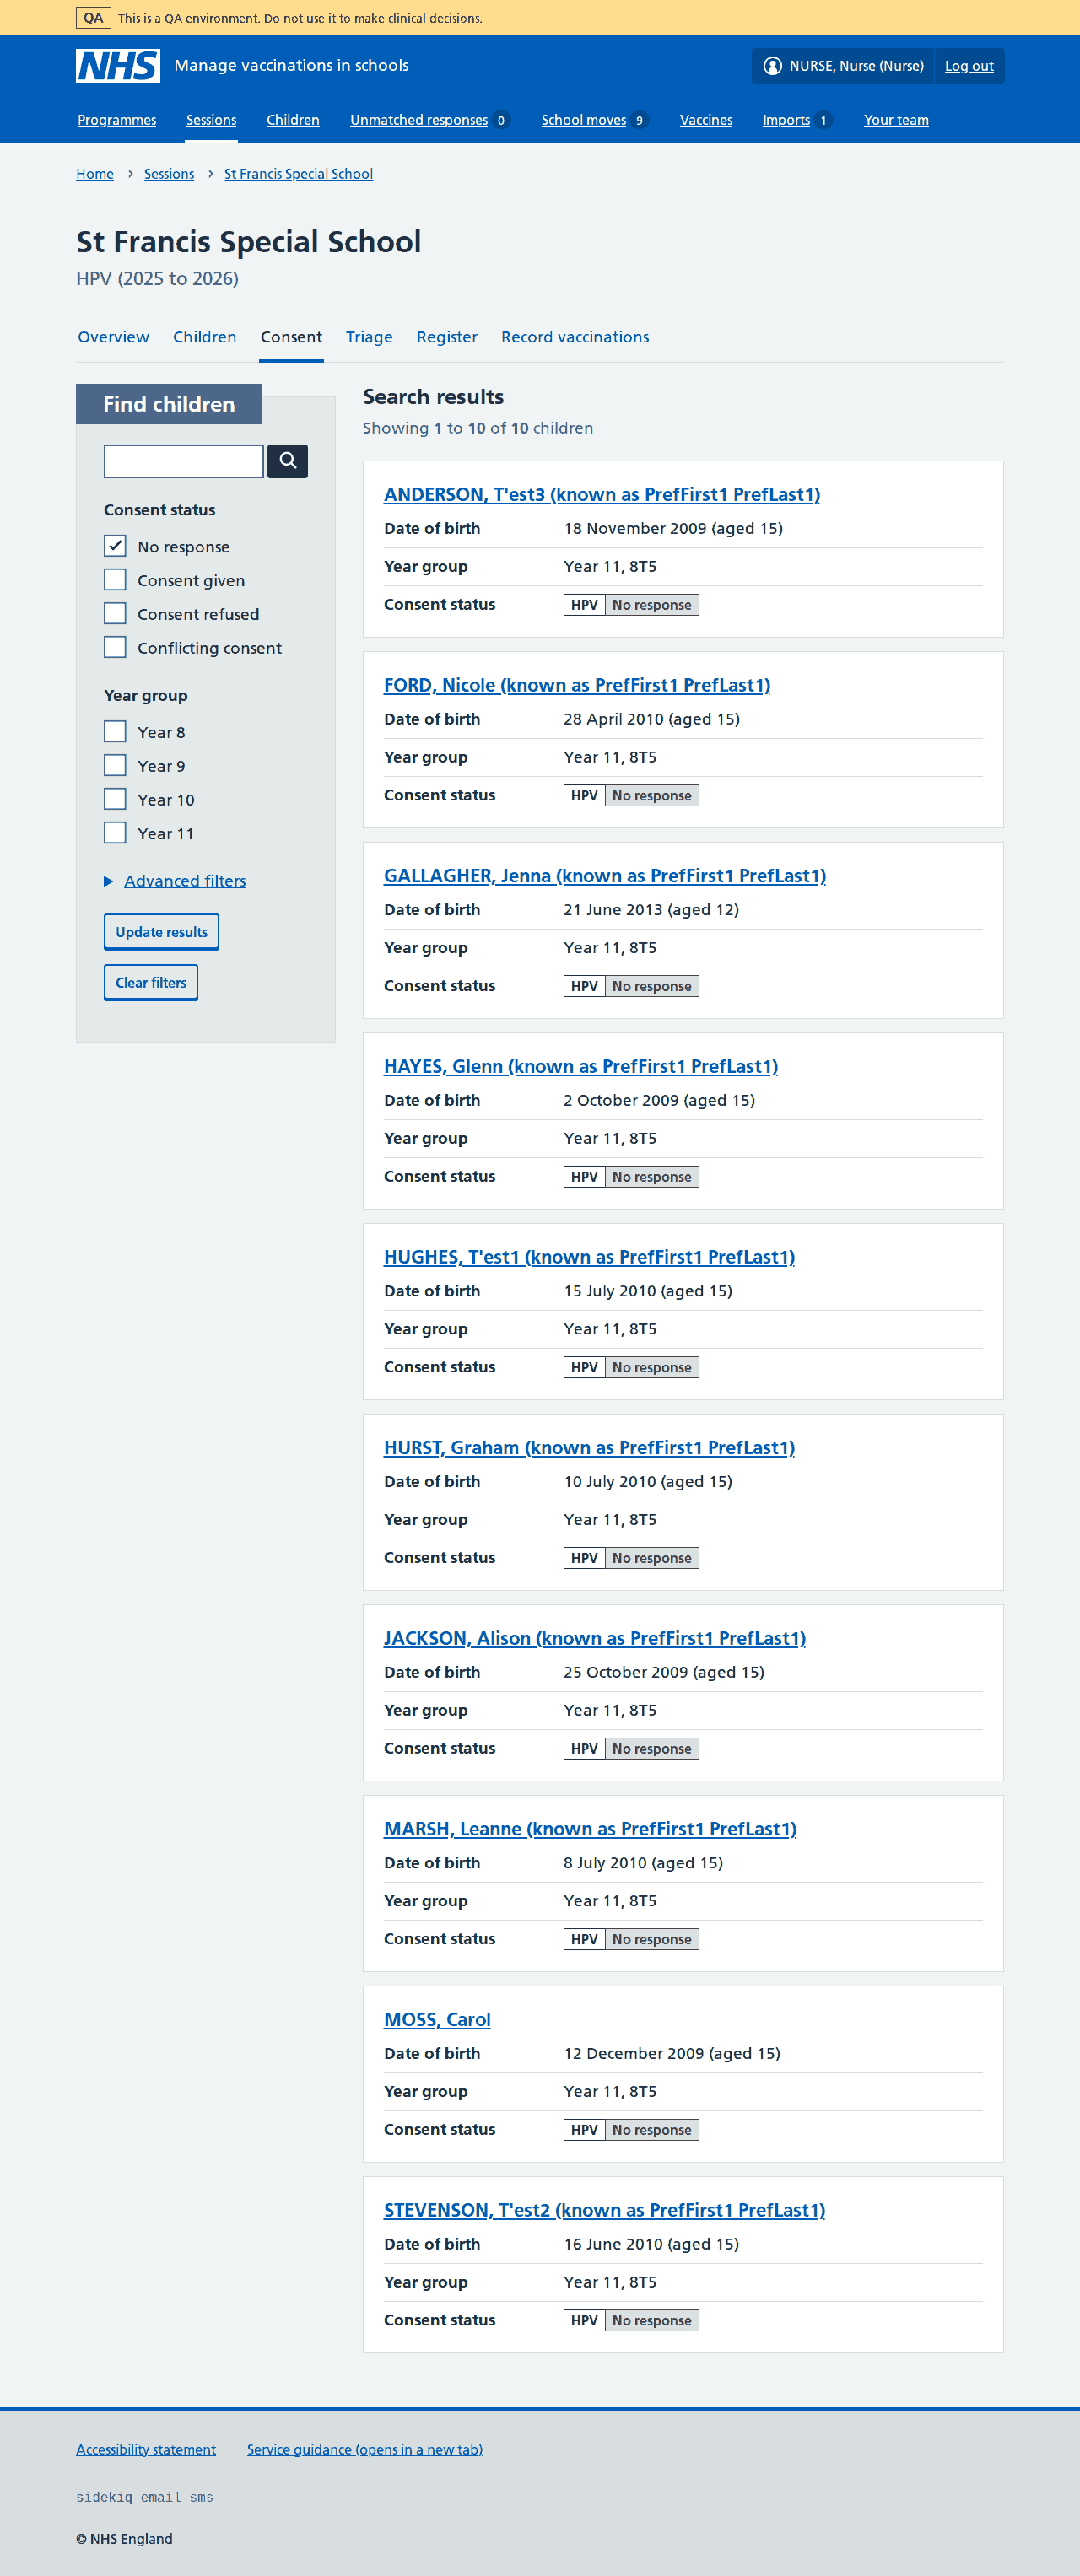 QA This is a QA environment. Do not use it to make clinical decisions.
NHS Manage vaccinations in schools NURSE, Nurse (Nurse) Log out
Programmes Sessions Children Unmatched responses 0 School moves 9 Vaccines Imports 1 Your team
Home › Sessions › St Francis Special School
St Francis Special School
HPV (2025 to 2026)
Overview Children Consent Triage Register Record vaccinations
Find children
Consent status
No response
Consent given
Consent refused
Conflicting consent
Year group
Year 8
Year 9
Year 10
Year 11
Advanced filters
Update results
Clear filters
Search results
Showing 1 to 10 of 10 children
ANDERSON, T'est3 (known as PrefFirst1 PrefLast1)
Date of birth 18 November 2009 (aged 15)
Year group Year 11, 8T5
Consent status HPV No response
FORD, Nicole (known as PrefFirst1 PrefLast1)
Date of birth 28 April 2010 (aged 15)
Year group Year 11, 8T5
Consent status HPV No response
GALLAGHER, Jenna (known as PrefFirst1 PrefLast1)
Date of birth 21 June 2013 (aged 12)
Year group Year 11, 8T5
Consent status HPV No response
HAYES, Glenn (known as PrefFirst1 PrefLast1)
Date of birth 2 October 2009 (aged 15)
Year group Year 11, 8T5
Consent status HPV No response
HUGHES, T'est1 (known as PrefFirst1 PrefLast1)
Date of birth 15 July 2010 (aged 15)
Year group Year 11, 8T5
Consent status HPV No response
HURST, Graham (known as PrefFirst1 PrefLast1)
Date of birth 10 July 2010 (aged 15)
Year group Year 11, 8T5
Consent status HPV No response
JACKSON, Alison (known as PrefFirst1 PrefLast1)
Date of birth 25 October 2009 (aged 15)
Year group Year 11, 8T5
Consent status HPV No response
MARSH, Leanne (known as PrefFirst1 PrefLast1)
Date of birth 8 July 2010 (aged 15)
Year group Year 11, 8T5
Consent status HPV No response
MOSS, Carol
Date of birth 12 December 2009 (aged 15)
Year group Year 11, 8T5
Consent status HPV No response
STEVENSON, T'est2 (known as PrefFirst1 PrefLast1)
Date of birth 16 June 2010 (aged 15)
Year group Year 11, 8T5
Consent status HPV No response
Accessibility statement Service guidance (opens in a new tab)
sidekiq-email-sms
© NHS England